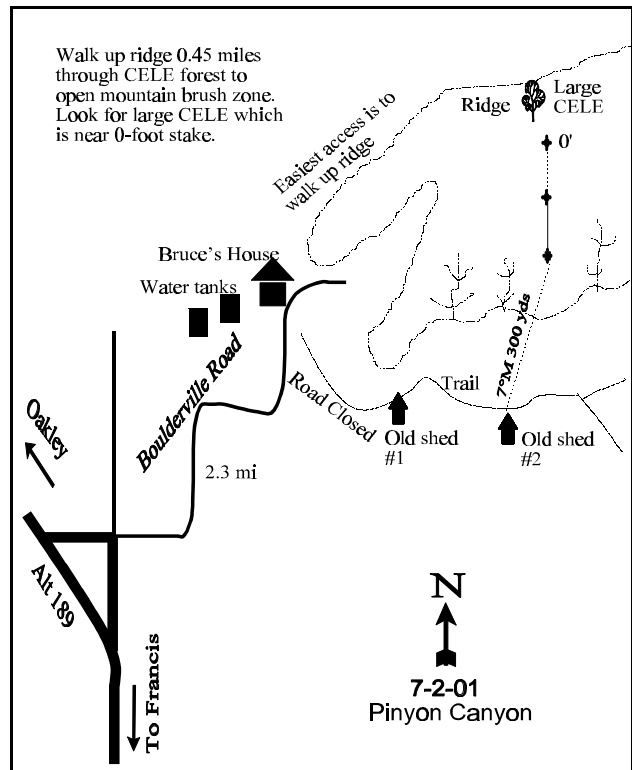 Walk up ridge 0.45 miles
through CELE forest to
open mountain brush zone.
Look for large CELE which
is near 0-foot stake.
Large
CELE
Ridge
0'
Easiest access is to
walk up ridge
Bruce's House
Water tanks
Boulderville Road
Road Closed
Trail
7°M 300 yds
Old shed
#1
Old shed
#2
2.3 mi
Oakley
Alt 189
To Francis
N
7-2-01
Pinyon Canyon